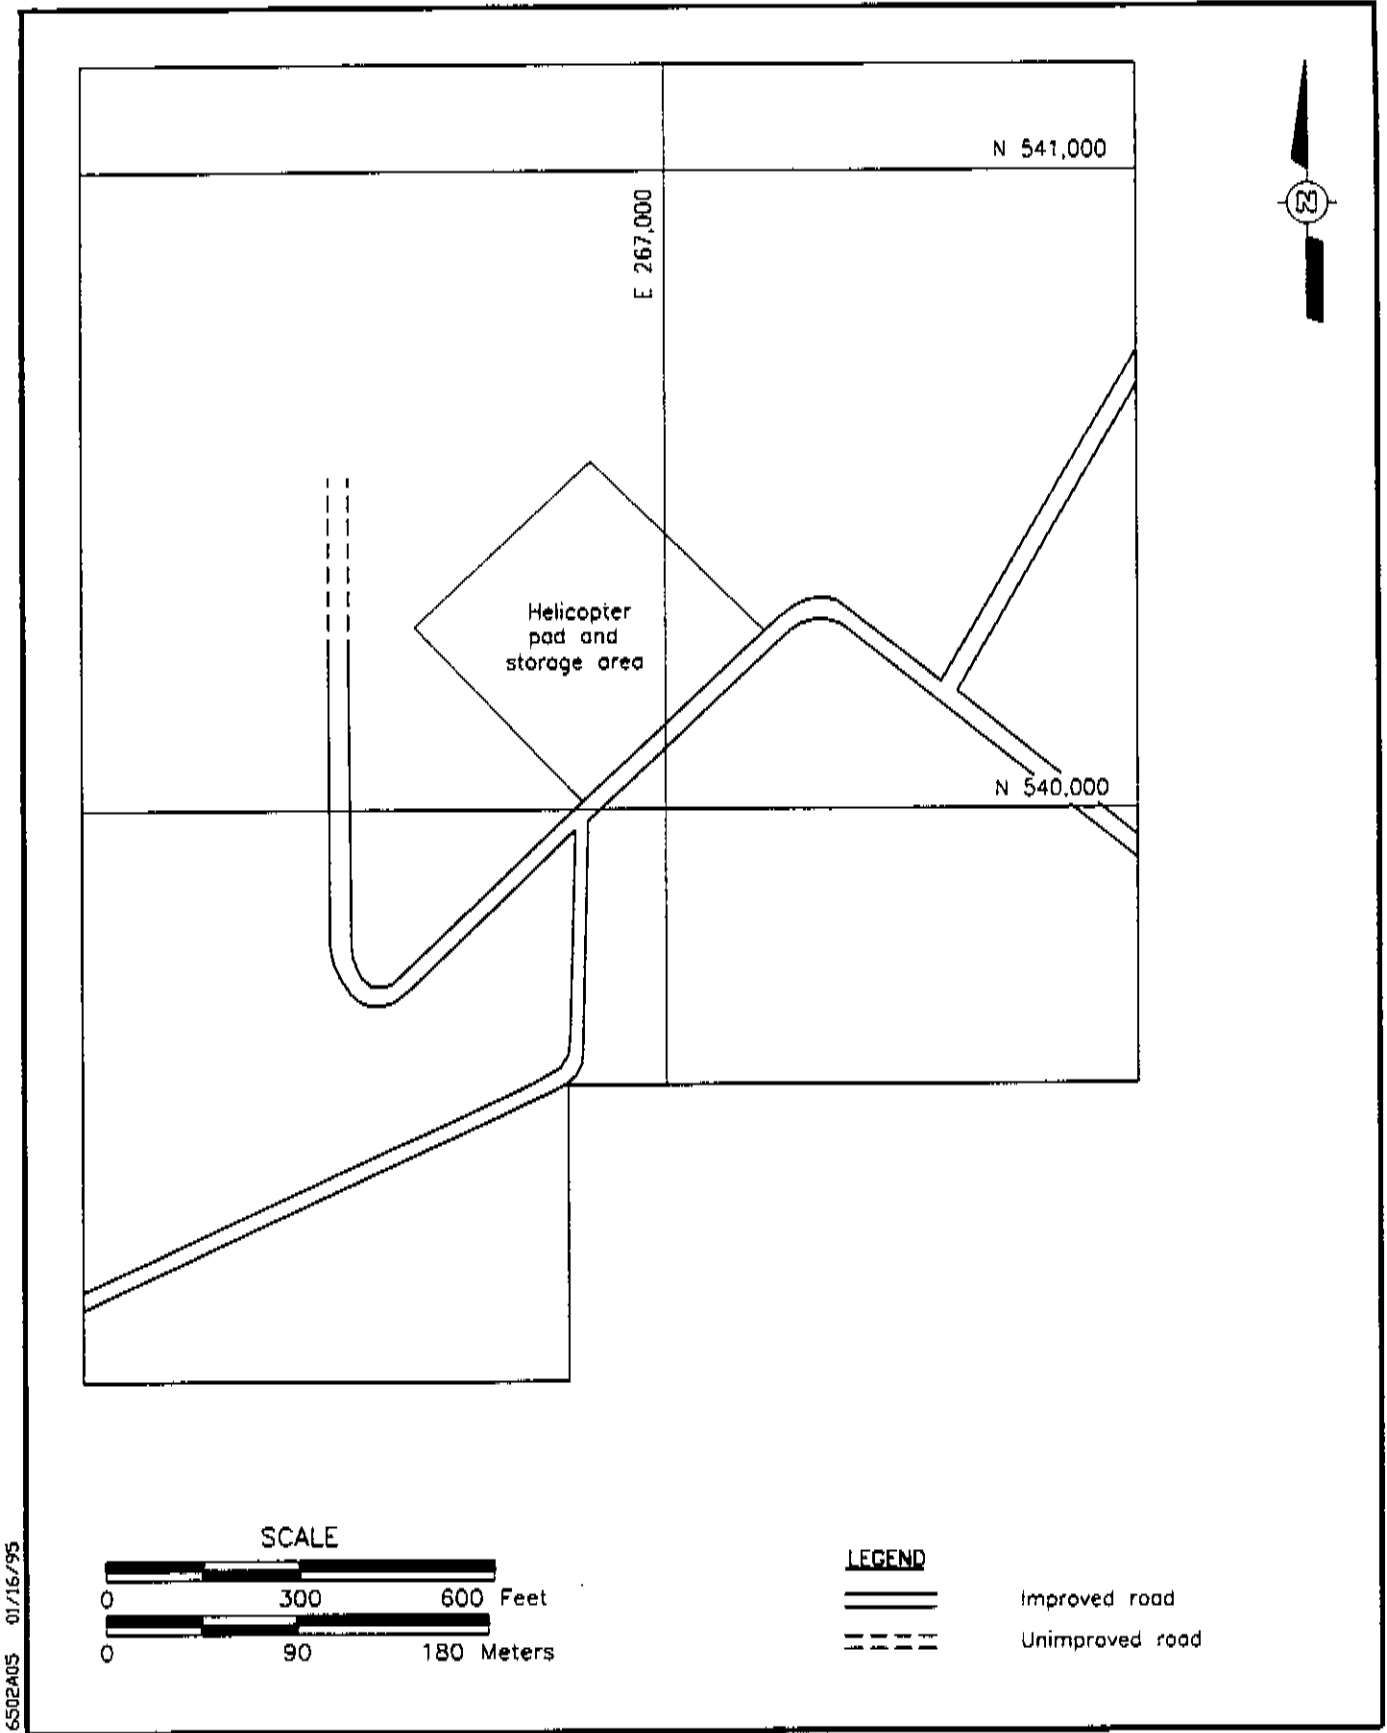 N 541,000
N
E 267,000
Helicopter
pad and
storage area
N 540,000
SCALE
0 300 600 Feet
0 90 180 Meters
LEGEND
Improved road
Unimproved road
6502A05 01/16/95